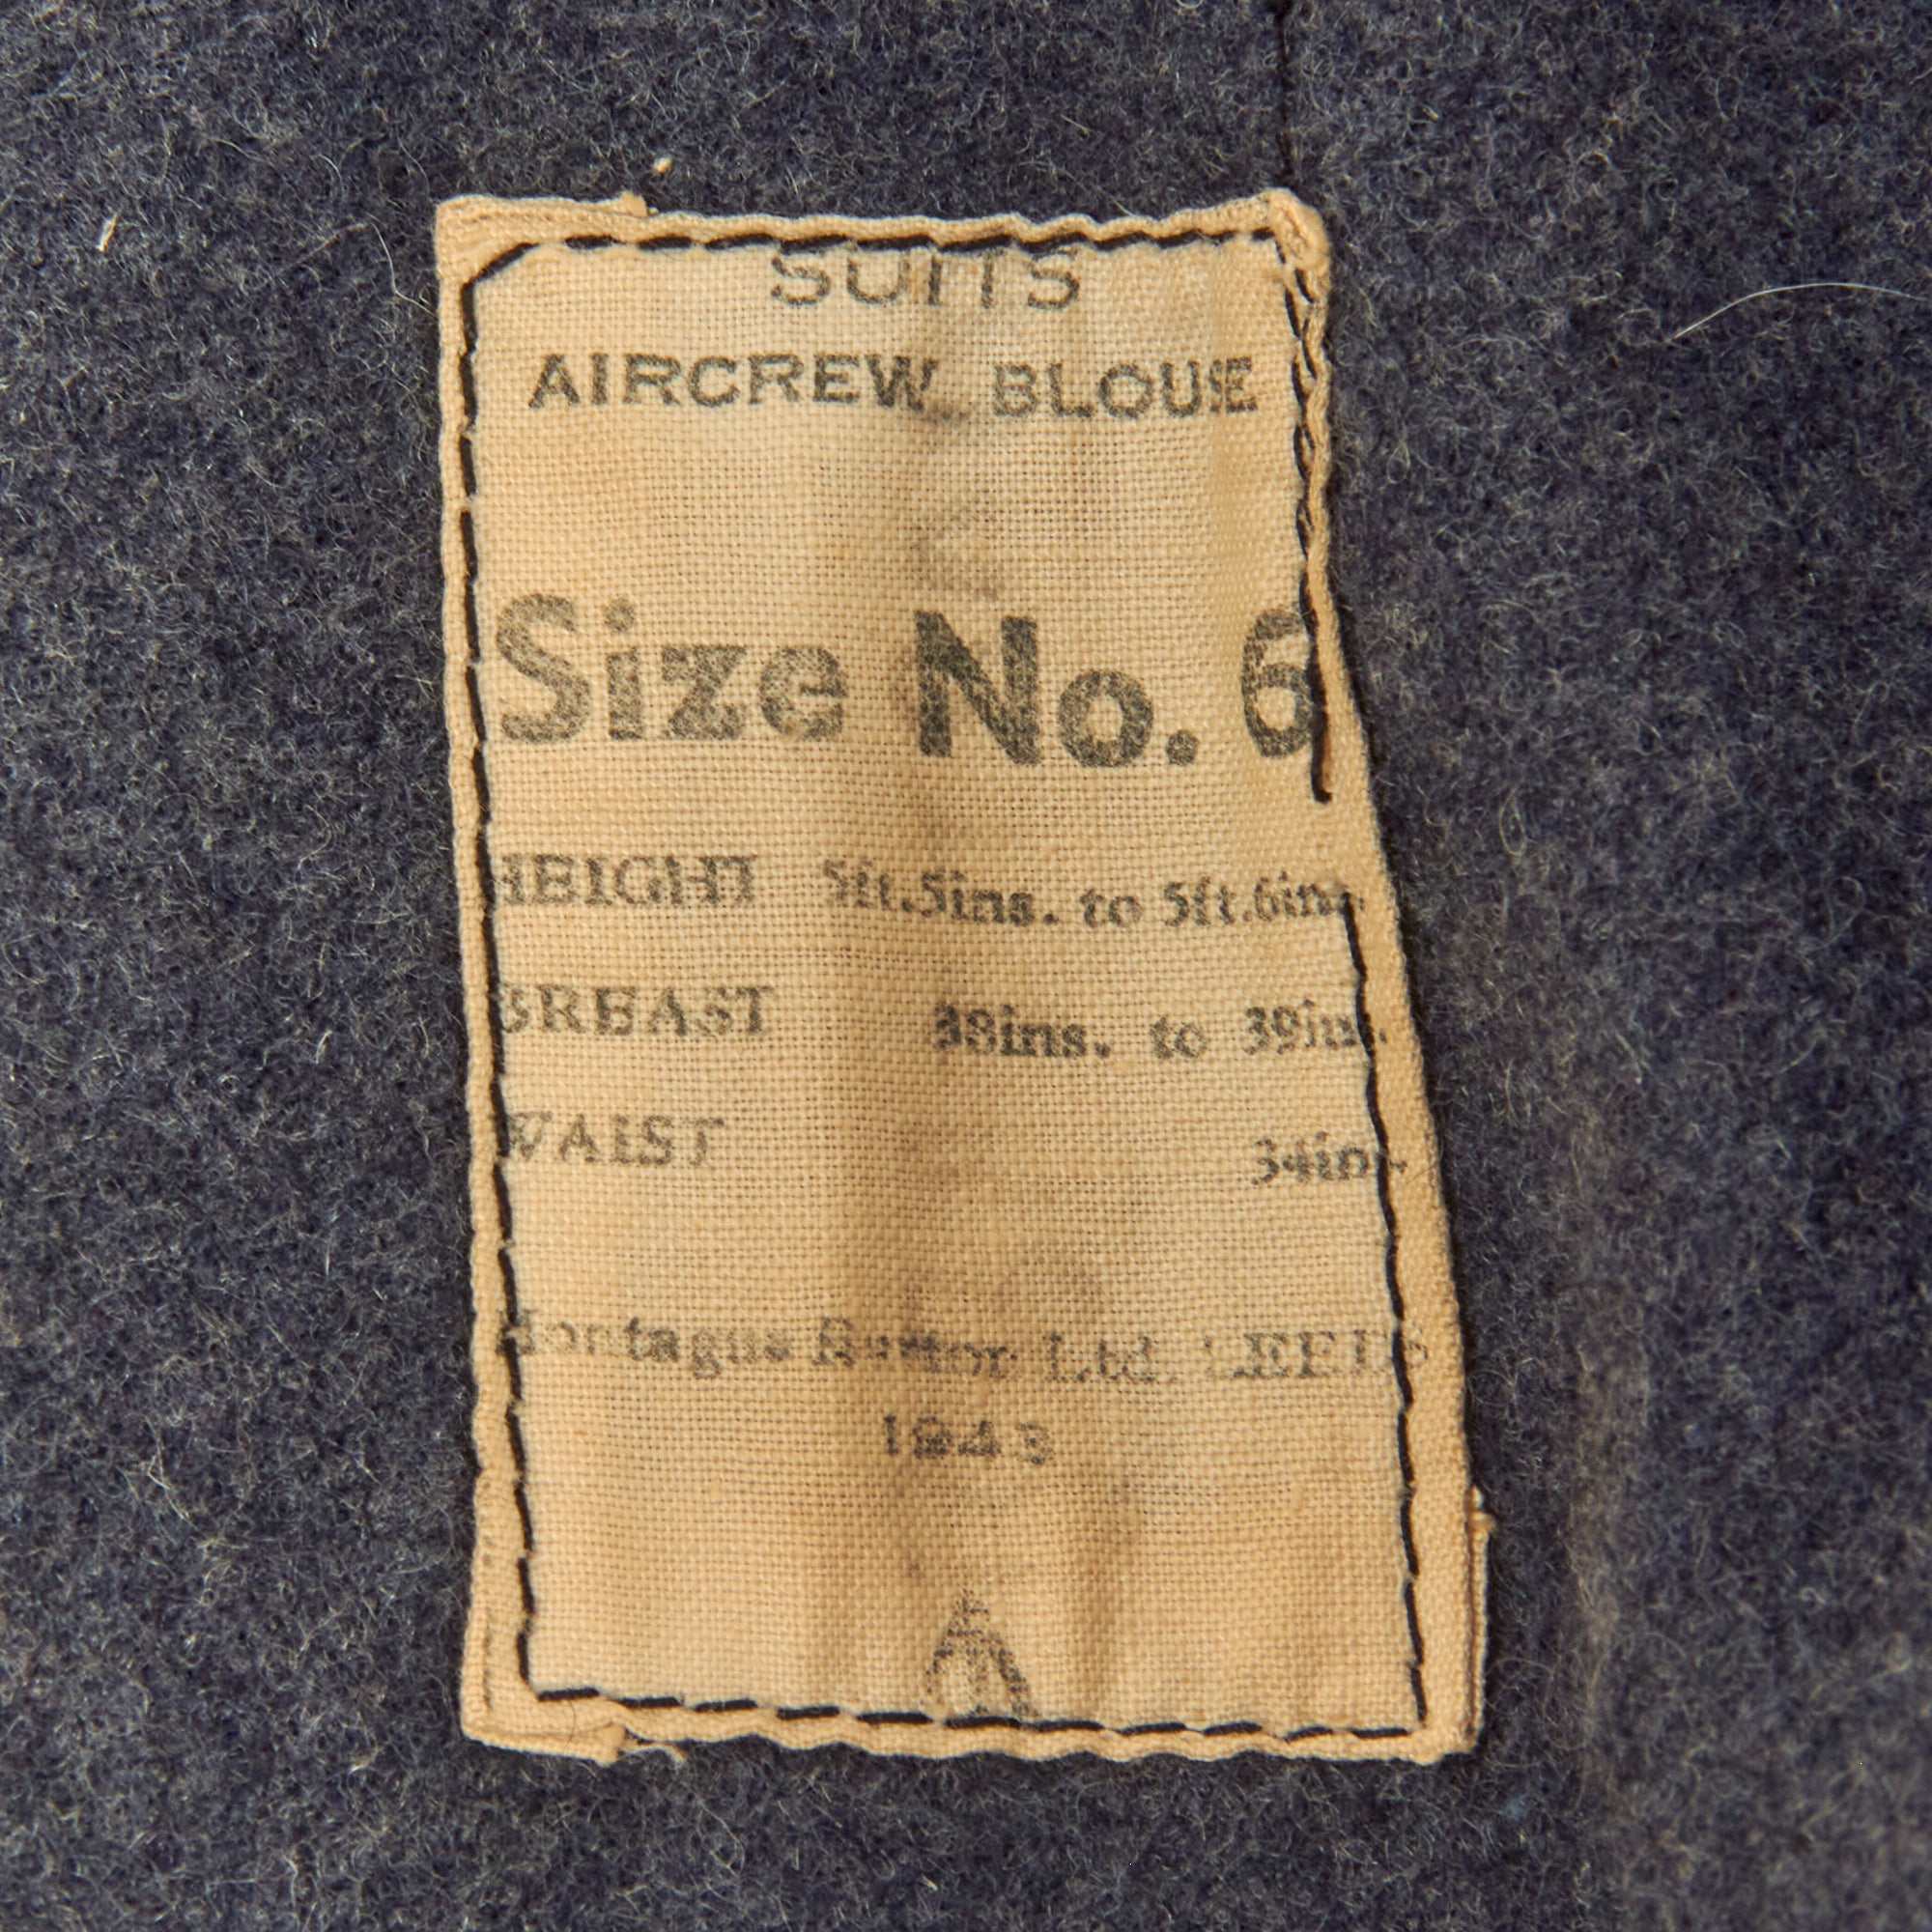 SUITS
AIRCREW BLOUSE
Size No. 6
HEIGHT 5ft.5ins. to 5ft.6ins.
BREAST 38ins. to 39ins.
WAIST 34ins.
Montague Burton Ltd. LEEDS
1943
A